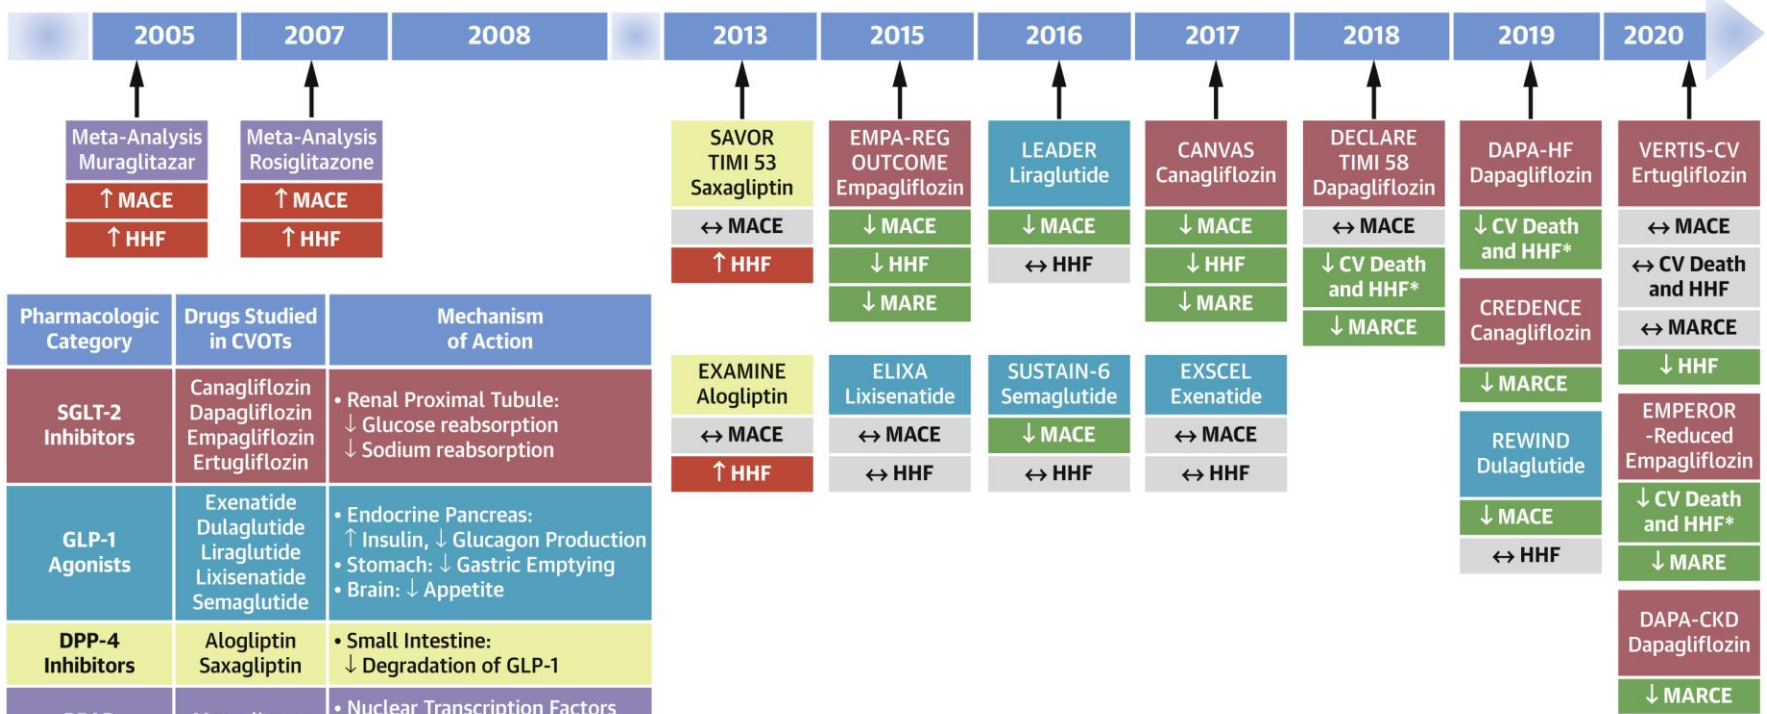 2005
2007
2008
2013
2015
2016
2017
2018
2019
2020
Meta-Analysis
Muraglitazar
↑ MACE
↑ HHF
Meta-Analysis
Rosiglitazone
↑ MACE
↑ HHF
SAVOR
TIMI 53
Saxagliptin
↔ MACE
↑ HHF
EXAMINE
Alogliptin
↔ MACE
↑ HHF
EMPA-REG
OUTCOME
Empagliflozin
↓ MACE
↓ HHF
↓ MARE
ELIXA
Lixisenatide
↔ MACE
↔ HHF
LEADER
Liraglutide
↓ MACE
↔ HHF
SUSTAIN-6
Semaglutide
↓ MACE
↔ HHF
CANVAS
Canagliflozin
↓ MACE
↓ HHF
↓ MARE
EXSCEL
Exenatide
↔ MACE
↔ HHF
DECLARE
TIMI 58
Dapagliflozin
↔ MACE
↓ CV Death
and HHF*
↓ MARCE
DAPA-HF
Dapagliflozin
↓ CV Death
and HHF*
CREDENCE
Canagliflozin
↓ MARCE
REWIND
Dulaglutide
↓ MACE
↔ HHF
VERTIS-CV
Ertugliflozin
↔ MACE
↔ CV Death
and HHF
↔ MARCE
↓ HHF
EMPEROR
-Reduced
Empagliflozin
↓ CV Death
and HHF*
↓ MARE
DAPA-CKD
Dapagliflozin
↓ MARCE
Pharmacologic
Category
Drugs Studied
in CVOTs
Mechanism
of Action
SGLT-2
Inhibitors
Canagliflozin
Dapagliflozin
Empagliflozin
Ertugliflozin
• Renal Proximal Tubule:
↓ Glucose reabsorption
↓ Sodium reabsorption
GLP-1
Agonists
Exenatide
Dulaglutide
Liraglutide
Lixisenatide
Semaglutide
• Endocrine Pancreas:
↑ Insulin, ↓ Glucagon Production
• Stomach: ↓ Gastric Emptying
• Brain: ↓ Appetite
DPP-4
Inhibitors
Alogliptin
Saxagliptin
• Small Intestine:
↓ Degradation of GLP-1
• Nuclear Transcription Factors